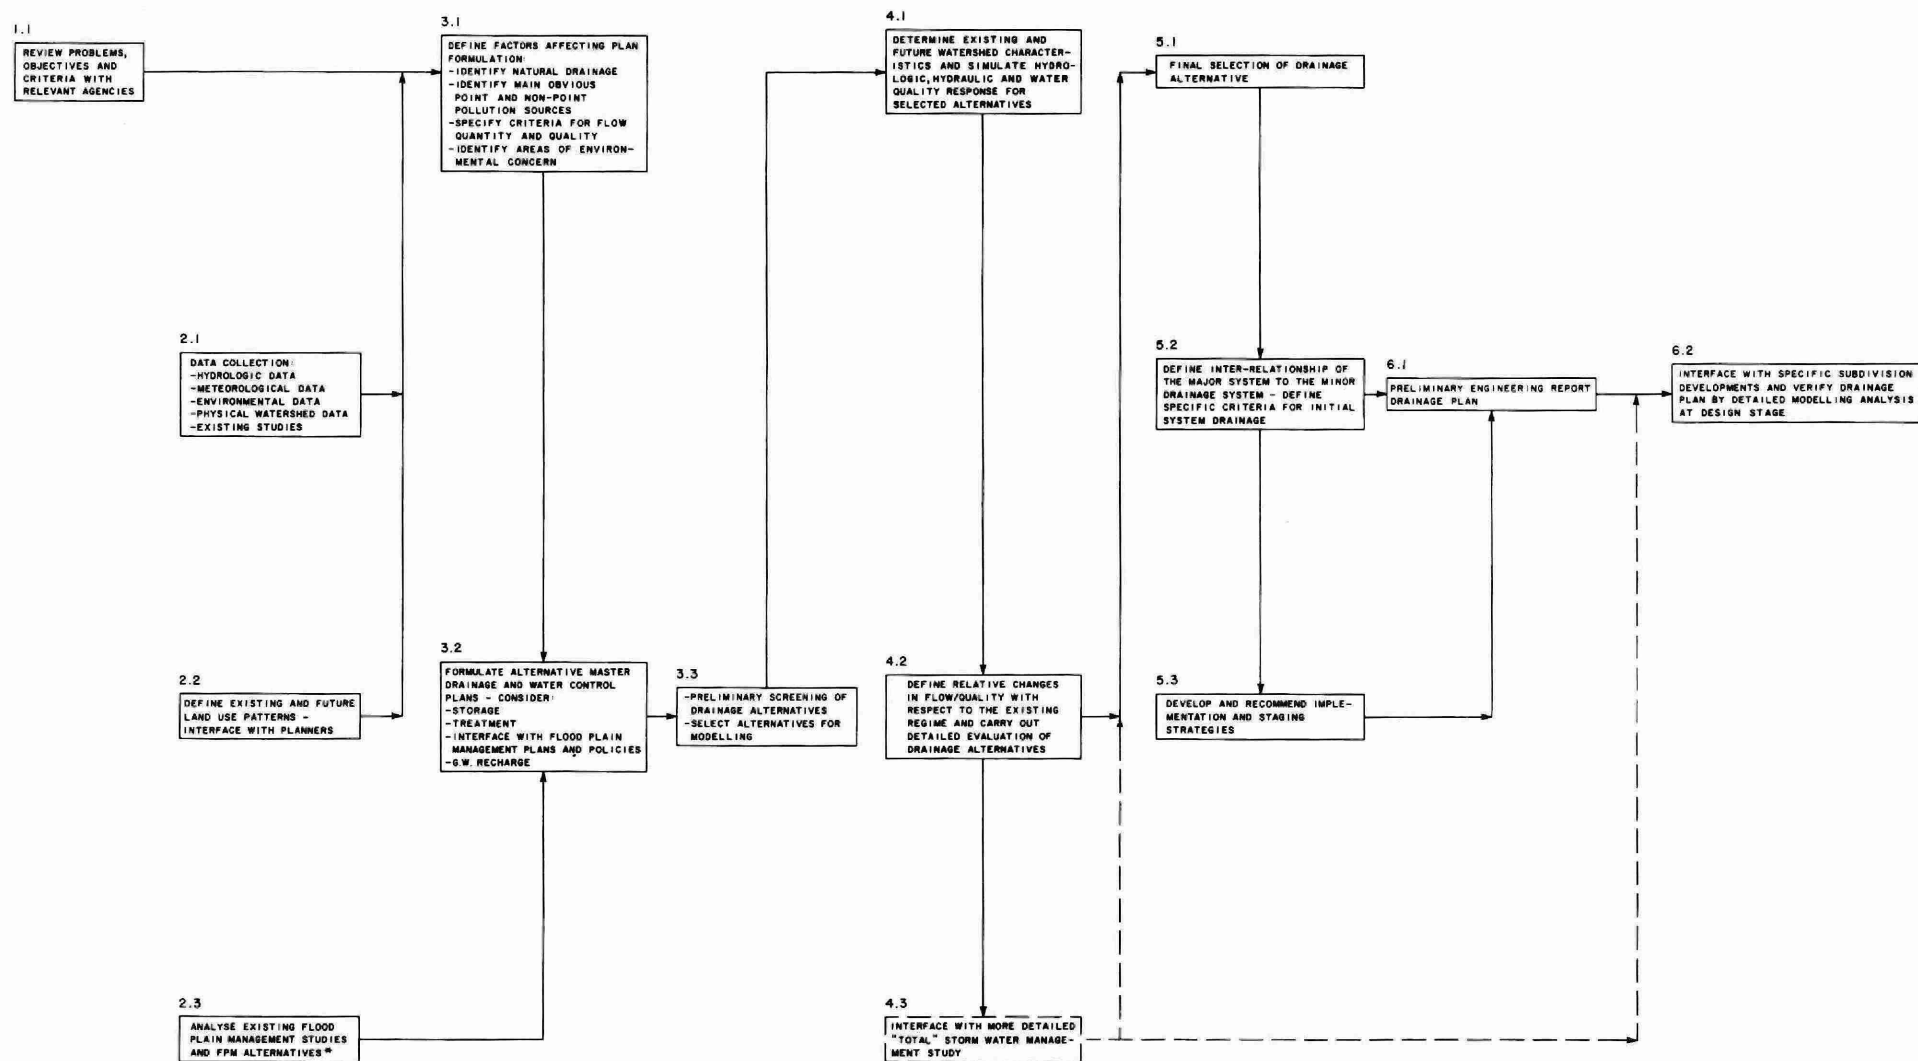 1.1
REVIEW PROBLEMS,
OBJECTIVES AND
CRITERIA WITH
RELEVANT AGENCIES
2.1
DATA COLLECTION:
-HYDROLOGIC DATA
-METEOROLOGICAL DATA
-ENVIRONMENTAL DATA
-PHYSICAL WATERSHED DATA
-EXISTING STUDIES
2.2
DEFINE EXISTING AND FUTURE
LAND USE PATTERNS -
INTERFACE WITH PLANNERS
2.3
ANALYSE EXISTING FLOOD
PLAIN MANAGEMENT STUDIES
AND FPM ALTERNATIVES*
3.1
DEFINE FACTORS AFFECTING PLAN
FORMULATION:
-IDENTIFY NATURAL DRAINAGE
-IDENTIFY MAIN OBVIOUS
POINT AND NON-POINT
POLLUTION SOURCES
-SPECIFY CRITERIA FOR FLOW
QUANTITY AND QUALITY
-IDENTIFY AREAS OF ENVIRON-
MENTAL CONCERN
3.2
FORMULATE ALTERNATIVE MASTER
DRAINAGE AND WATER CONTROL
PLANS - CONSIDER:
-STORAGE
-TREATMENT
-INTERFACE WITH FLOOD PLAIN
MANAGEMENT PLANS AND POLICIES
-G.W. RECHARGE
3.3
-PRELIMINARY SCREENING OF
DRAINAGE ALTERNATIVES
-SELECT ALTERNATIVES FOR
MODELLING
4.1
DETERMINE EXISTING AND
FUTURE WATERSHED CHARACTER-
ISTICS AND SIMULATE HYDRO-
LOGIC, HYDRAULIC AND WATER
QUALITY RESPONSE FOR
SELECTED ALTERNATIVES
4.2
DEFINE RELATIVE CHANGES
IN FLOW/QUALITY WITH
RESPECT TO THE EXISTING
REGIME AND CARRY OUT
DETAILED EVALUATION OF
DRAINAGE ALTERNATIVES
4.3
INTERFACE WITH MORE DETAILED
"TOTAL" STORM WATER MANAGE-
MENT STUDY
5.1
FINAL SELECTION OF DRAINAGE
ALTERNATIVE
5.2
DEFINE INTER-RELATIONSHIP OF
THE MAJOR SYSTEM TO THE MINOR
DRAINAGE SYSTEM - DEFINE
SPECIFIC CRITERIA FOR INITIAL
SYSTEM DRAINAGE
5.3
DEVELOP AND RECOMMEND IMPLE-
MENTATION AND STAGING
STRATEGIES
6.1
PRELIMINARY ENGINEERING REPORT
DRAINAGE PLAN
6.2
INTERFACE WITH SPECIFIC SUBDIVISION
DEVELOPMENTS AND VERIFY DRAINAGE
PLAN BY DETAILED MODELLING ANALYSIS
AT DESIGN STAGE